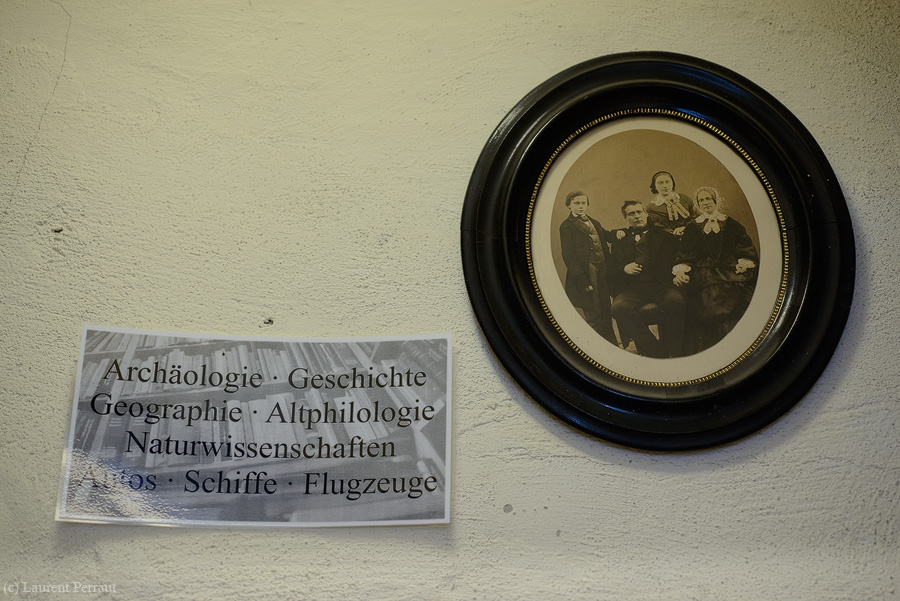 Archäologie · Geschichte
Geographie · Altphilologie
Naturwissenschaften
Autos · Schiffe · Flugzeuge
(c) Laurent Perraut